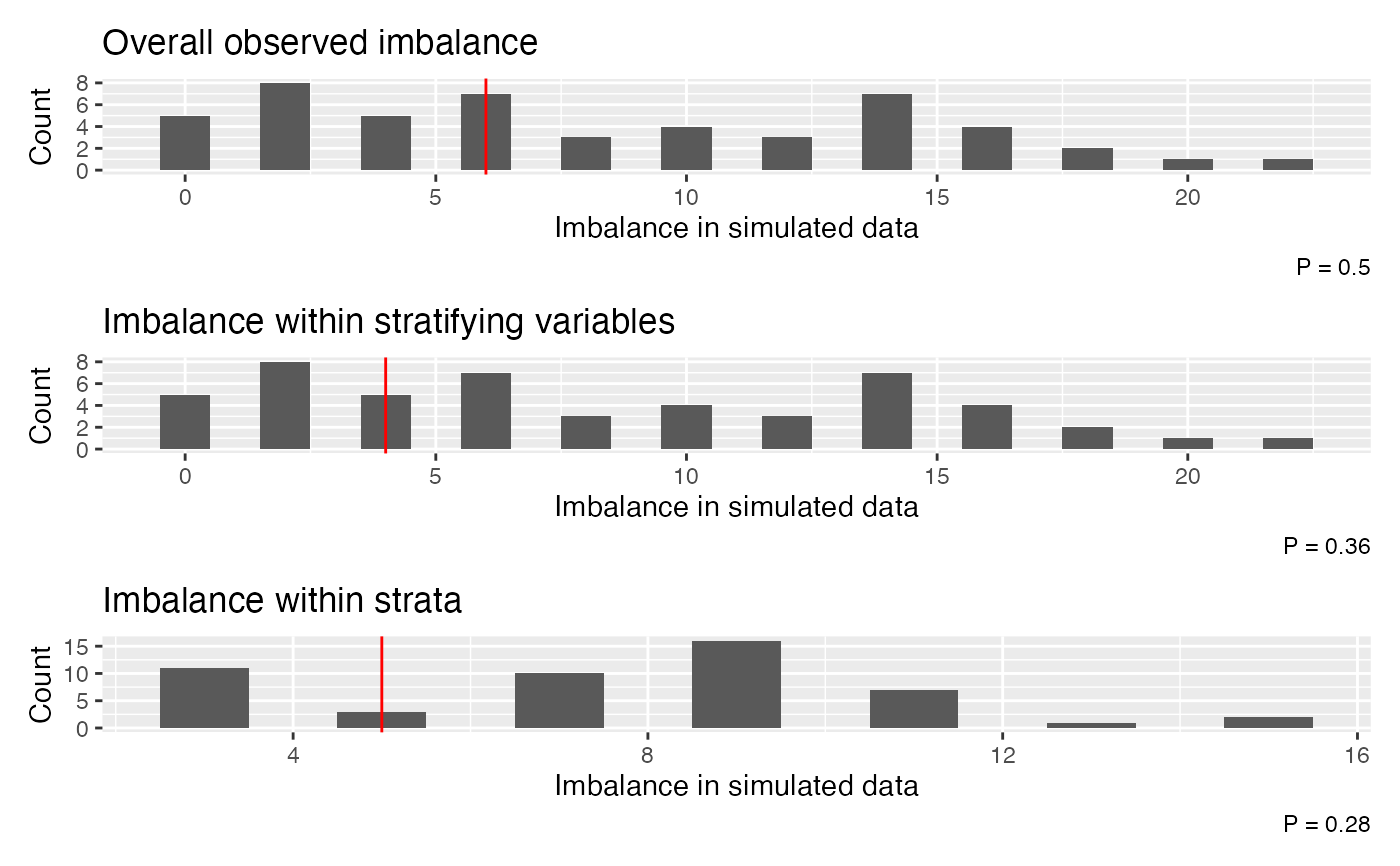 Overall observed imbalance
Count
8
6
4
2
0
0 5 10 15 20
Imbalance in simulated data
P = 0.5
Imbalance within stratifying variables
Count
8
6
4
2
0
0 5 10 15 20
Imbalance in simulated data
P = 0.36
Imbalance within strata
Count
15
10
5
0
4 8 12 16
Imbalance in simulated data
P = 0.28